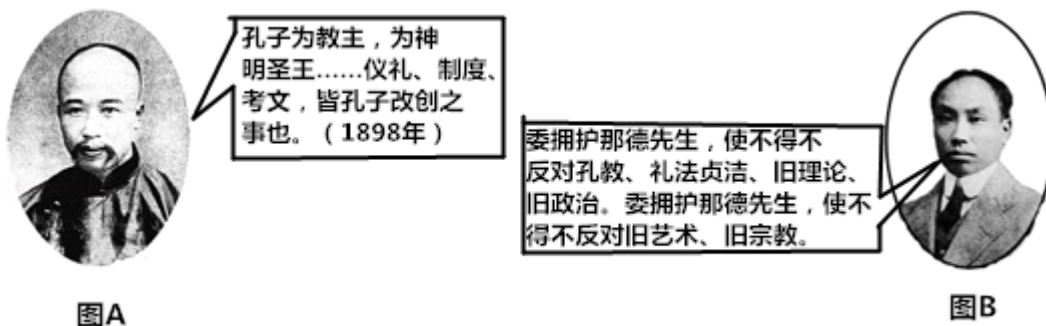 孔子为教主，为神
明圣王......仪礼、制度、
考文，皆孔子改创之
事也。（1898年）
委拥护那德先生，使不得不
反对孔教、礼法贞洁、旧理论、
旧政治。委拥护那德先生，使不
得不反对旧艺术、旧宗教。
图A
图B